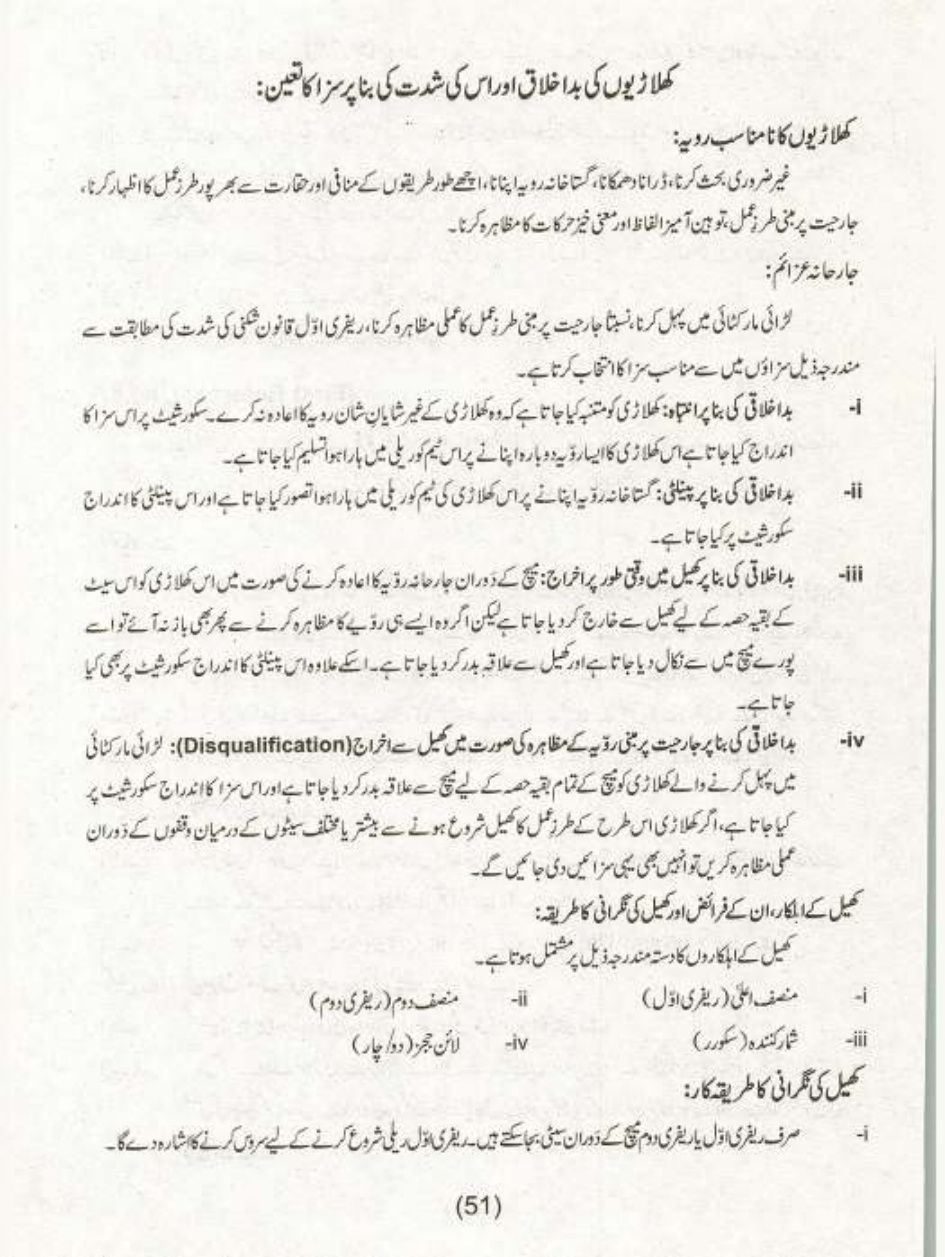 کھلاڑیوں کی بداخلاق اور اس کی شدت کی بنا پر سزا کا تعین:
کھلاڑیوں کا نامناسب رویہ:
غیر ضروری بحث کرنا، ڈرانا دھمکانا، گستاخانہ رویہ اپنانا، اچھے طور طریقوں کے منافی اور حقارت سے بھر پور طرزِ عمل کا اظہار کرنا،
جارحیت پر مبنی طرزِ عمل، توہین آمیز الفاظ اور معنی خیز حرکات کا مظاہرہ کرنا۔
جارحانہ عزائم:
لڑائی مار کٹائی میں پہل کرنا، نسبتاً جارحیت پر مبنی طرزِ عمل کا عملی مظاہرہ کرنا، ریفری اوّل قانون شکنی کی شدت کی مطابقت سے
مندرجہ ذیل سزاؤں میں سے مناسب سزا کا انتخاب کرتا ہے۔
i- بداخلاقی کی بنا پر انتباہ: کھلاڑی کو متنبہ کیا جاتا ہے کہ وہ کھلاڑی کے غیر شایانِ شان رویہ کا اعادہ نہ کرے۔ سکور شیٹ پر اس سزا کا
اندراج کیا جاتا ہے اس کھلاڑی کا ایسا روّیہ دوبارہ اپنانے پر اس ٹیم کو ریلی میں ہارا ہوا تسلیم کیا جاتا ہے۔
ii- بداخلاقی کی بنا پر پینلٹی: گستاخانہ روّیہ اپنانے پر اس کھلاڑی کی ٹیم کو ریلی میں ہارا ہوا تصور کیا جاتا ہے اور اس پینلٹی کا اندراج
سکور شیٹ پر کیا جاتا ہے۔
iii- بداخلاقی کی بنا پر کھیل میں وقتی طور پر اخراج: میچ کے دَوران جارحانہ روّیہ کا اعادہ کرنے کی صورت میں اس کھلاڑی کو اس سیٹ
کے بقیہ حصہ کے لیے کھیل سے خارج کر دیا جاتا ہے لیکن اگر وہ ایسے ہی روّیے کا مظاہرہ کرنے سے پھر بھی باز نہ آئے تو اسے
پورے میچ میں سے نکال دیا جاتا ہے اور کھیل سے علاقہ بدر کر دیا جاتا ہے۔ اسکے علاوہ اس پینلٹی کا اندراج سکور شیٹ پر بھی کیا
جاتا ہے۔
iv- بداخلاقی کی بنا پر جارحیت پر مبنی روّیہ کے مظاہرہ کی صورت میں کھیل سے اخراج (Disqualification): لڑائی مار کٹائی
میں پہل کرنے والے کھلاڑی کو میچ کے تمام بقیہ حصہ کے لیے میچ سے علاقہ بدر کر دیا جاتا ہے اور اس سزا کا اندراج سکور شیٹ پر
کیا جاتا ہے، اگر کھلاڑی اس طرح کے طرزِ عمل کا کھیل شروع ہونے سے بیشتر یا مختلف سیٹوں کے درمیان وقفوں کے دَوران
عملی مظاہرہ کریں تو انہیں بھی یہی سزائیں دی جائیں گے۔
کھیل کے اہلکار، ان کے فرائض اور کھیل کی نگرانی کا طریقہ:
کھیل کے اہلکاروں کا دستہ مندرجہ ذیل پر مشتمل ہوتا ہے۔
i- منصف اعلیٰ (ریفری اوّل) ii- منصف دوم (ریفری دوم)
iii- شمار کنندہ (سکورر) iv- لائن ججز (دو/ چار)
کھیل کی نگرانی کا طریقہ کار:
i- صرف ریفری اوّل یا ریفری دوم میچ کے دَوران سیٹی بجا سکتے ہیں۔ ریفری اوّل ریلی شروع کرنے کے لیے سروس کرنے کا اشارہ دے گا۔
(51)